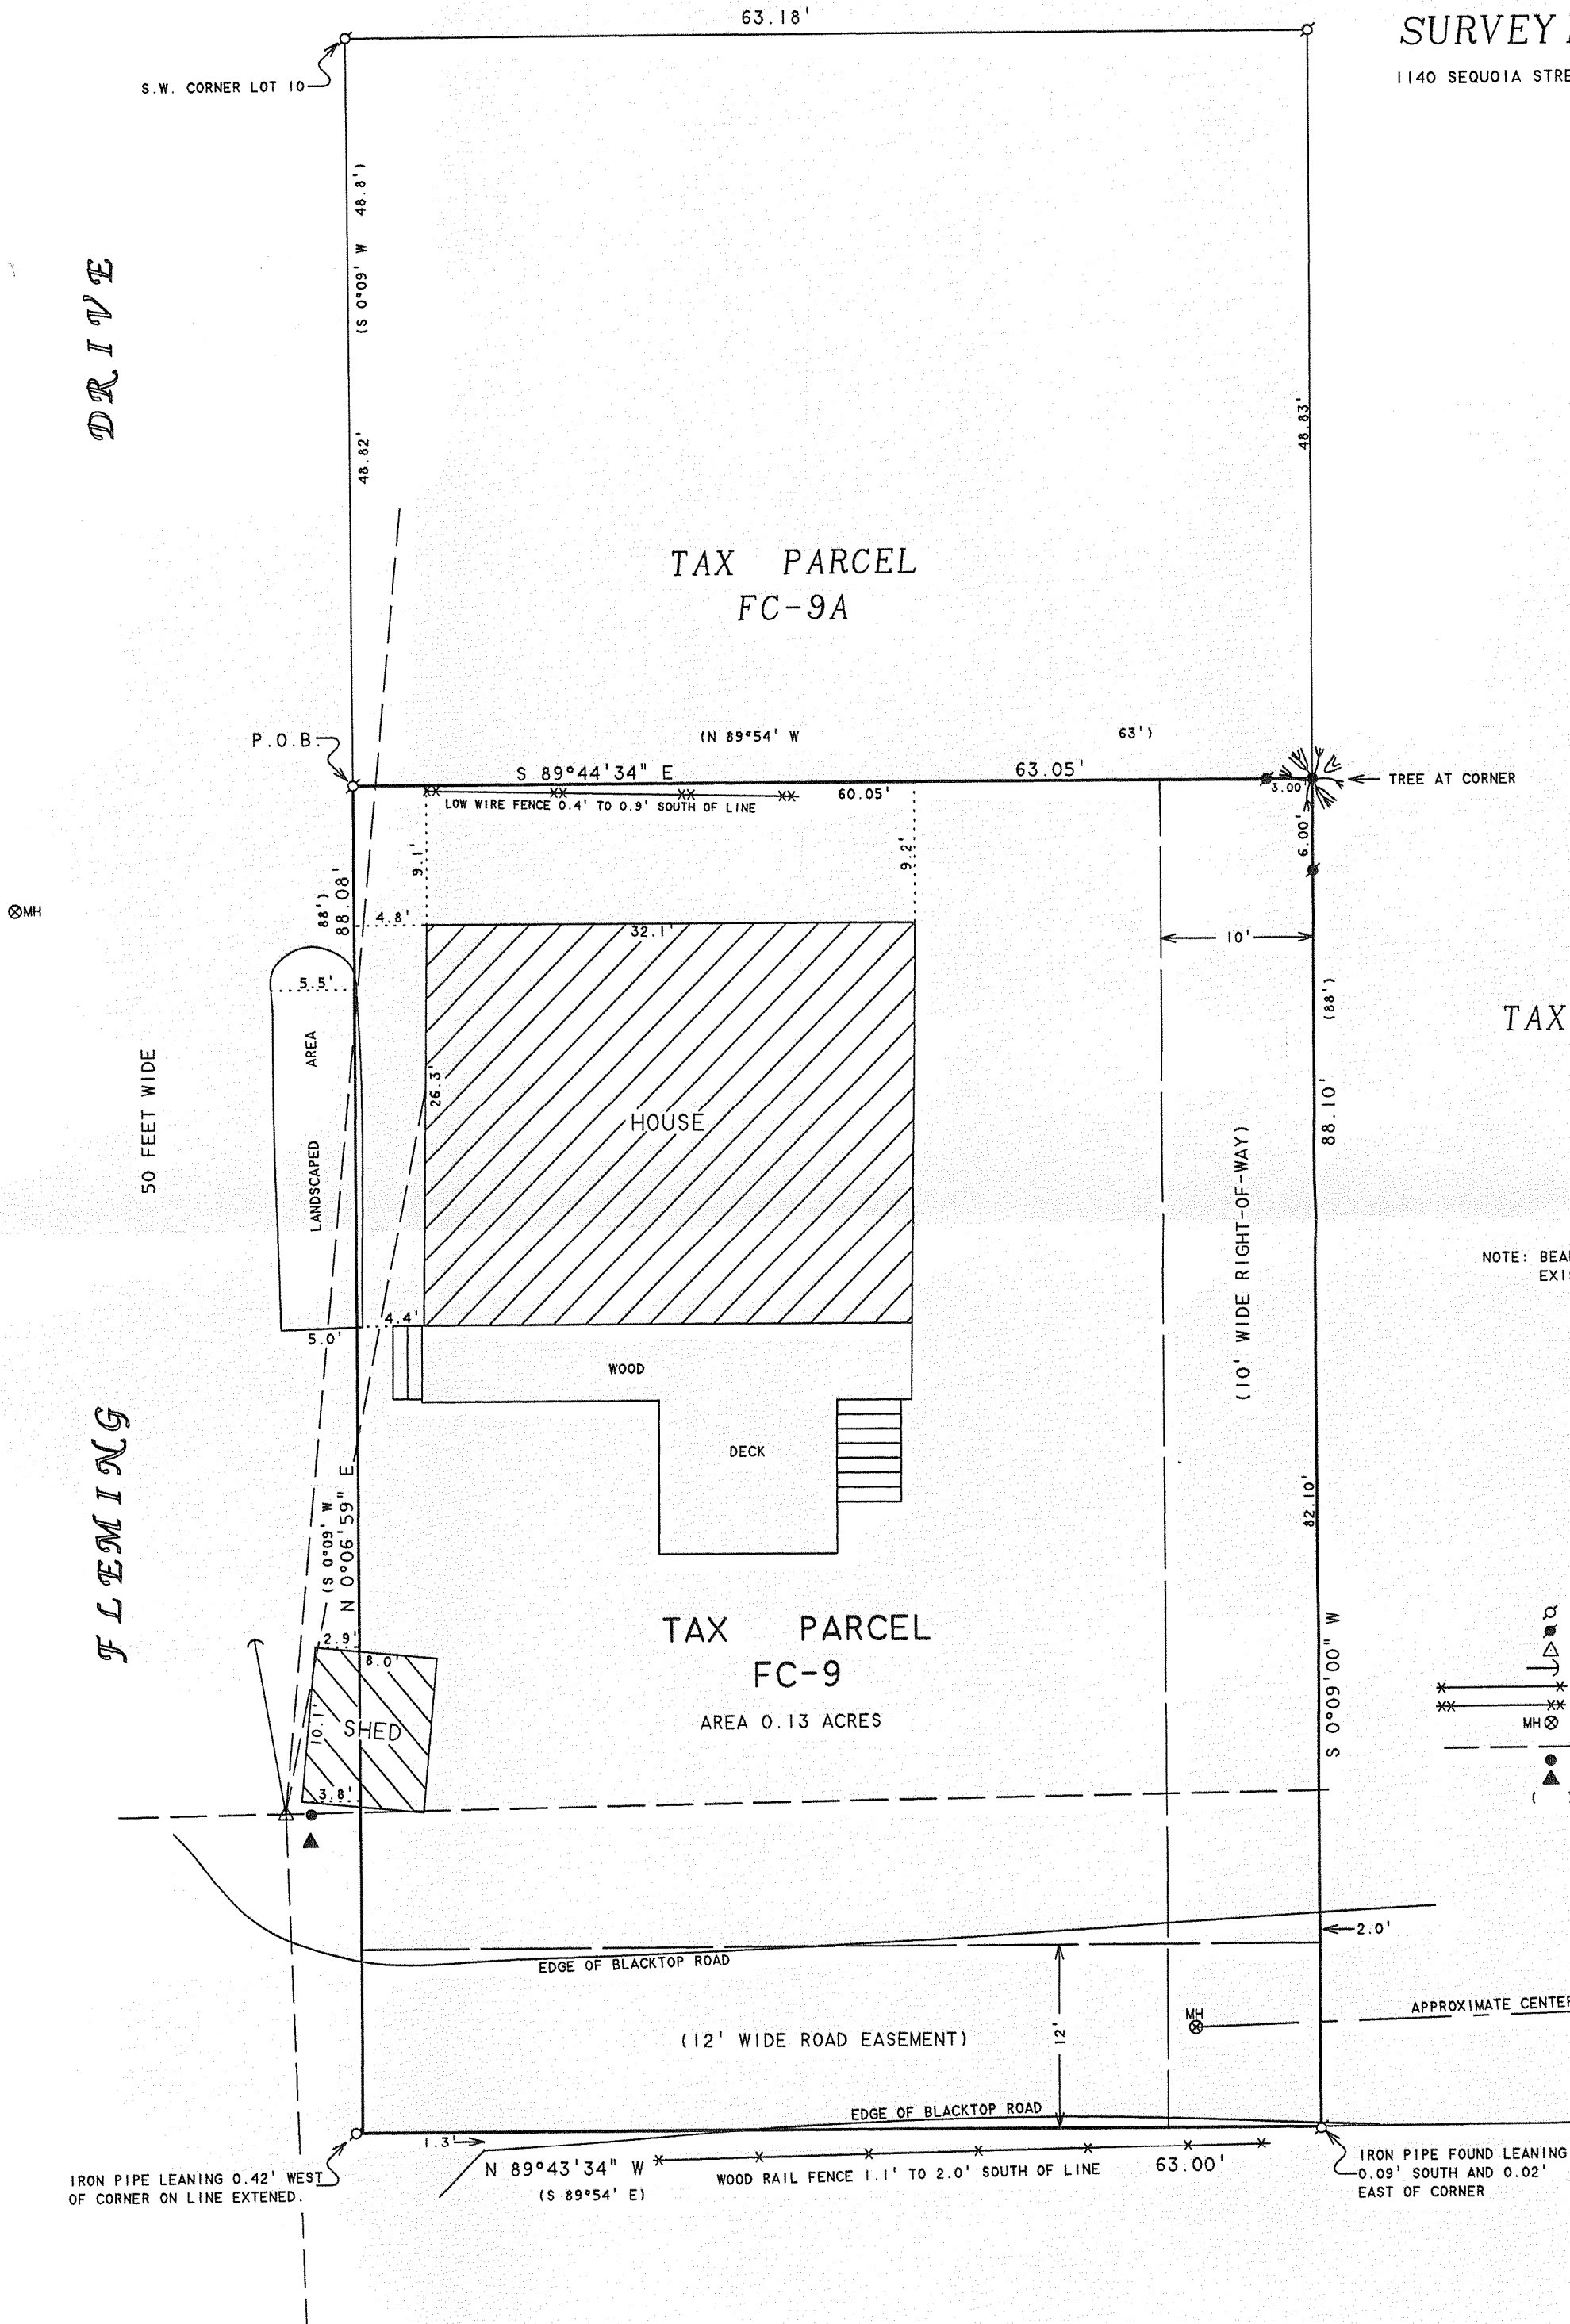 63.18'
SURVEY
1140 SEQUOIA STRE
S.W. CORNER LOT 10
(S 0°09' W 48.8')
DRIVE
48.82'
48.83'
TAX PARCEL
FC-9A
P.O.B.
(N 89°54' W 63')
S 89°44'34" E 63.05'
TREE AT CORNER
3.00'
LOW WIRE FENCE 0.4' TO 0.9' SOUTH OF LINE
60.05'
6.00'
9.1'
9.2'
88')
88.08'
MH
4.8'
32.1'
10'
5.5'
(88')
TAX
LANDSCAPED AREA
26.3'
50 FEET WIDE
HOUSE
88.10'
(10' WIDE RIGHT-OF-WAY)
NOTE: BEA
EXI
4.4'
5.0'
WOOD
DECK
FLEMING
82.10'
(S 0°09' W
N 0°06'59" E
TAX PARCEL
FC-9
AREA 0.13 ACRES
2.9'
8.0'
10.1'
SHED
3.8'
S 0°09'00" W
MH
(
2.0'
EDGE OF BLACKTOP ROAD
MH
APPROXIMATE CENTER
(12' WIDE ROAD EASEMENT)
12'
EDGE OF BLACKTOP ROAD
1.3'
N 89°43'34" W 63.00'
(S 89°54' E)
WOOD RAIL FENCE 1.1' TO 2.0' SOUTH OF LINE
IRON PIPE LEANING 0.42' WEST
OF CORNER ON LINE EXTENED.
IRON PIPE FOUND LEANING
0.09' SOUTH AND 0.02'
EAST OF CORNER